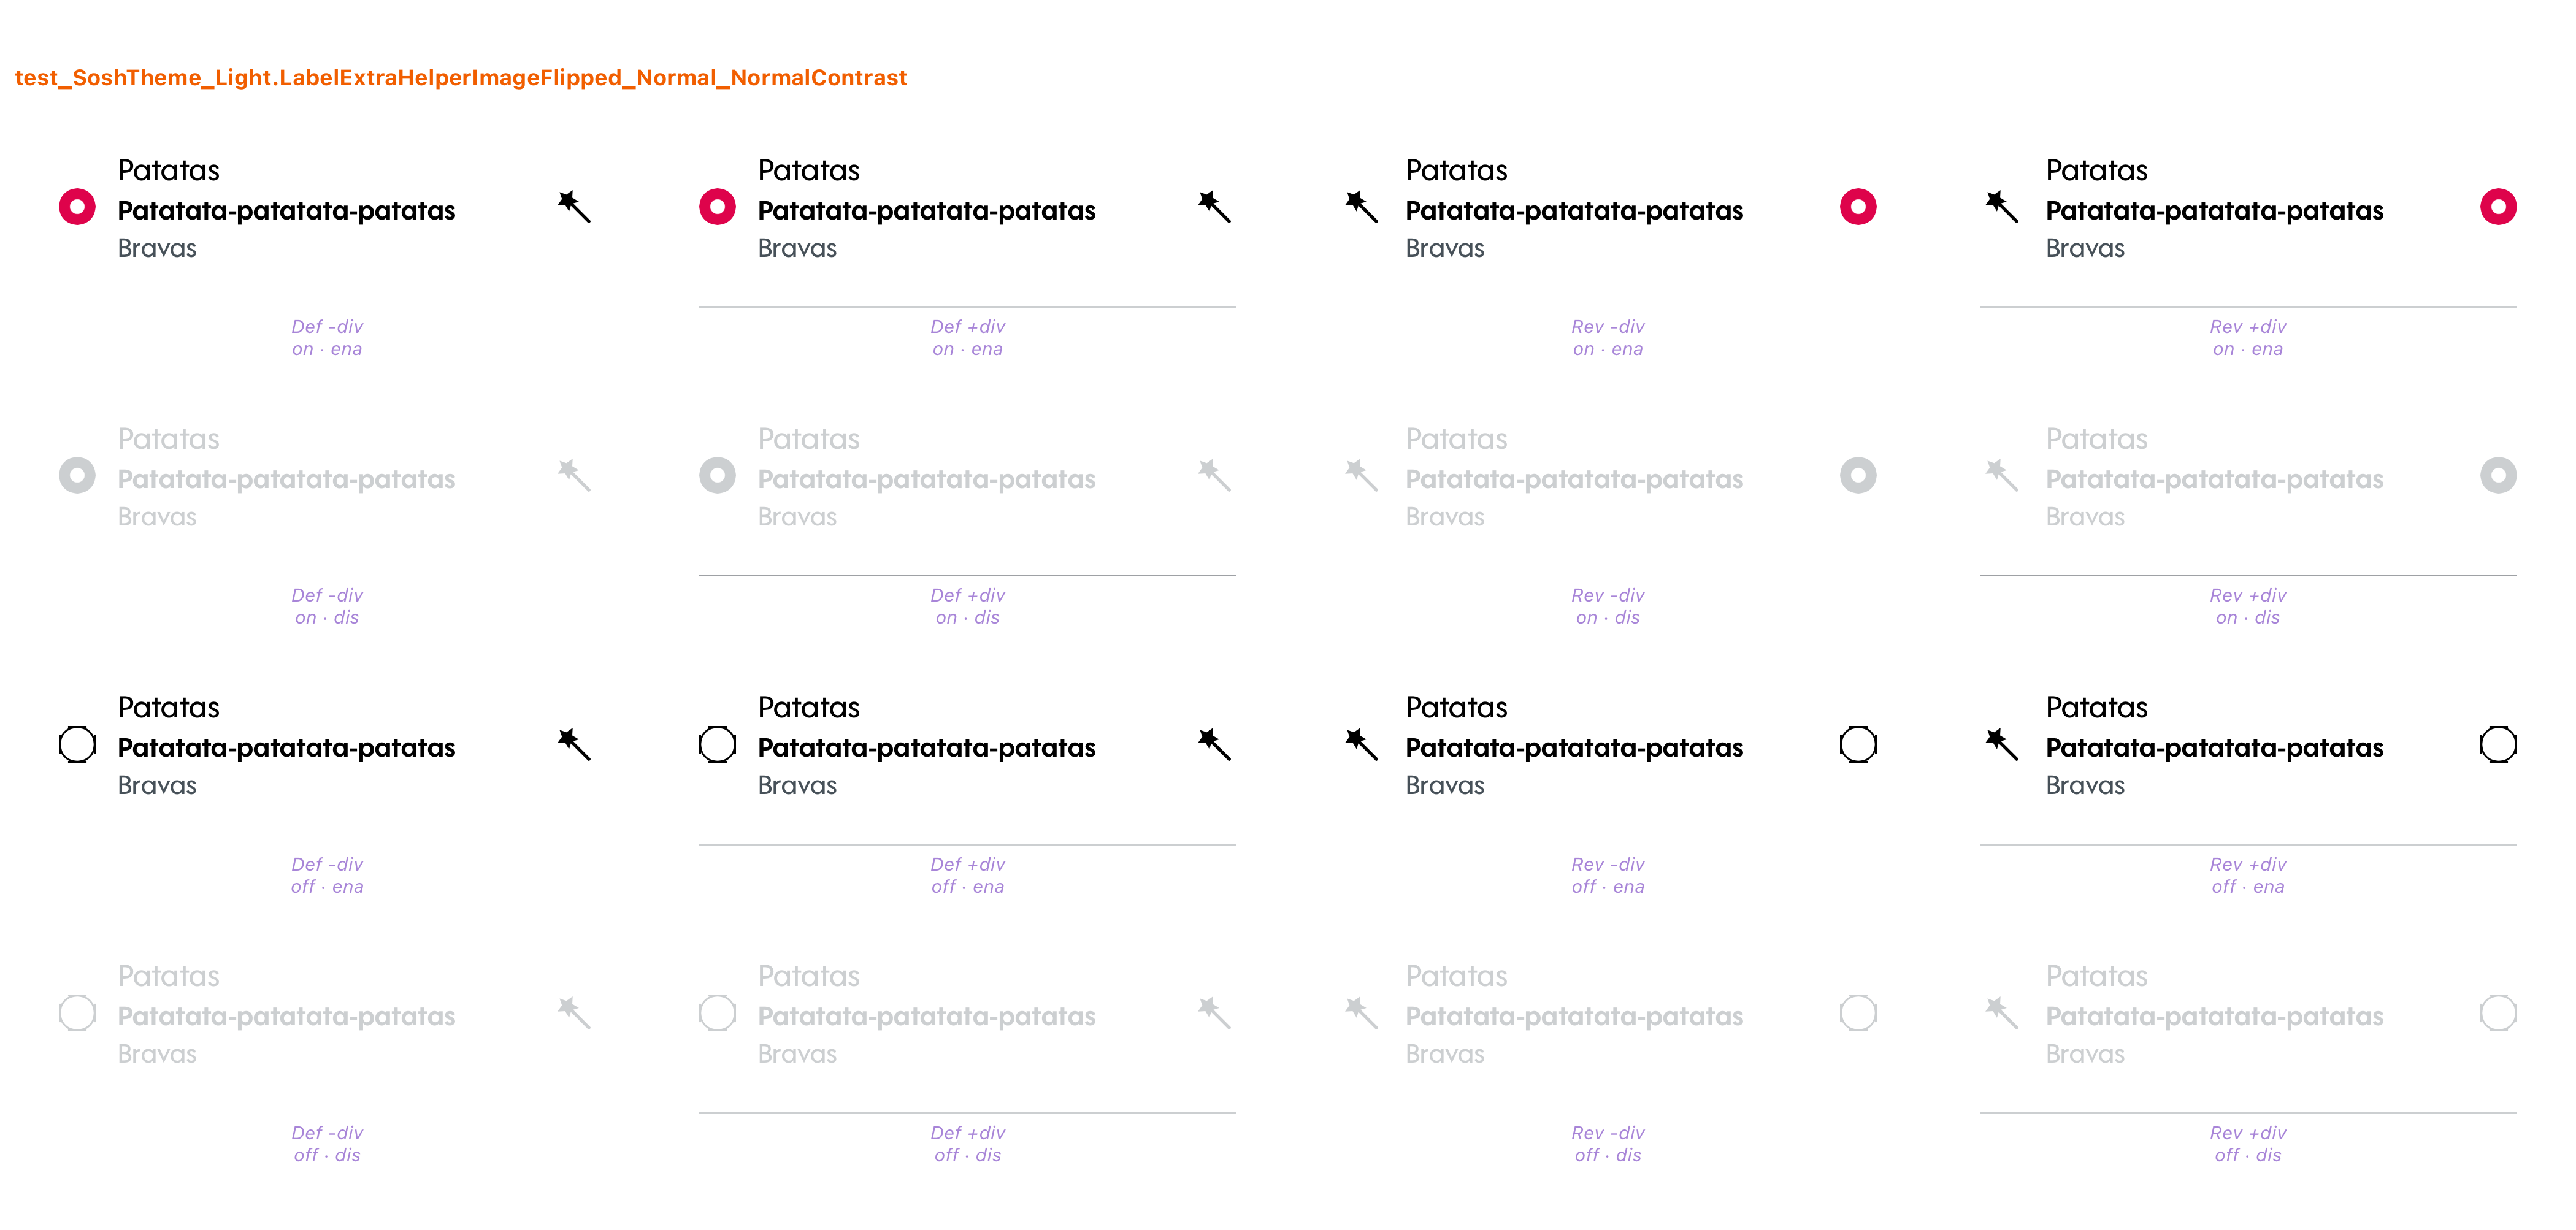 test_SoshTheme_Light.LabelExtraHelperImageFlipped_Normal_NormalContrast
Patatas
Patatata-patatata-patatas
Bravas
Def -div
on · ena
Patatas
Patatata-patatata-patatas
Bravas
Def +div
on · ena
Patatas
Patatata-patatata-patatas
Bravas
Rev -div
on · ena
Patatas
Patatata-patatata-patatas
Bravas
Rev +div
on · ena
Patatas
Patatata-patatata-patatas
Bravas
Def -div
on · dis
Patatas
Patatata-patatata-patatas
Bravas
Def +div
on · dis
Patatas
Patatata-patatata-patatas
Bravas
Rev -div
on · dis
Patatas
Patatata-patatata-patatas
Bravas
Rev +div
on · dis
Patatas
Patatata-patatata-patatas
Bravas
Def -div
off · ena
Patatas
Patatata-patatata-patatas
Bravas
Def +div
off · ena
Patatas
Patatata-patatata-patatas
Bravas
Rev -div
off · ena
Patatas
Patatata-patatata-patatas
Bravas
Rev +div
off · ena
Patatas
Patatata-patatata-patatas
Bravas
Def -div
off · dis
Patatas
Patatata-patatata-patatas
Bravas
Def +div
off · dis
Patatas
Patatata-patatata-patatas
Bravas
Rev -div
off · dis
Patatas
Patatata-patatata-patatas
Bravas
Rev +div
off · dis